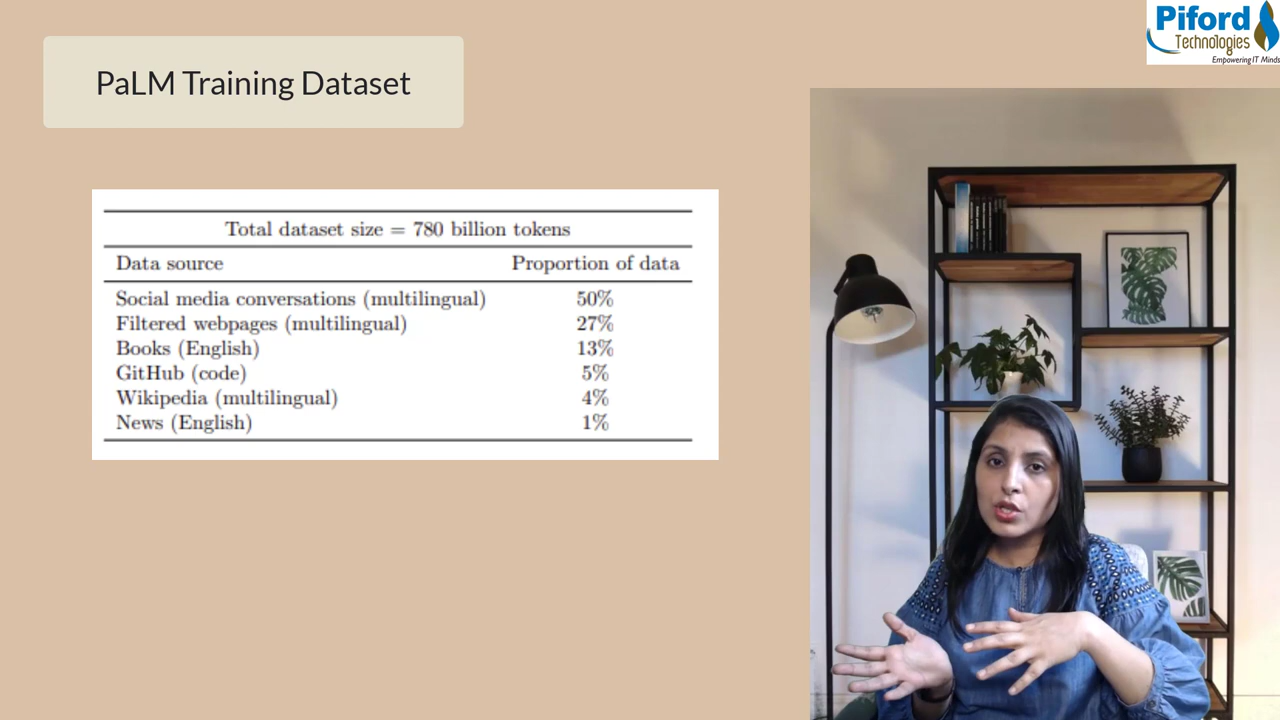 Piford
Technologies
Empowering IT Minds
PaLM Training Dataset
Total dataset size = 780 billion tokens
Data source Proportion of data
Social media conversations (multilingual) 50%
Filtered webpages (multilingual) 27%
Books (English) 13%
GitHub (code) 5%
Wikipedia (multilingual) 4%
News (English) 1%